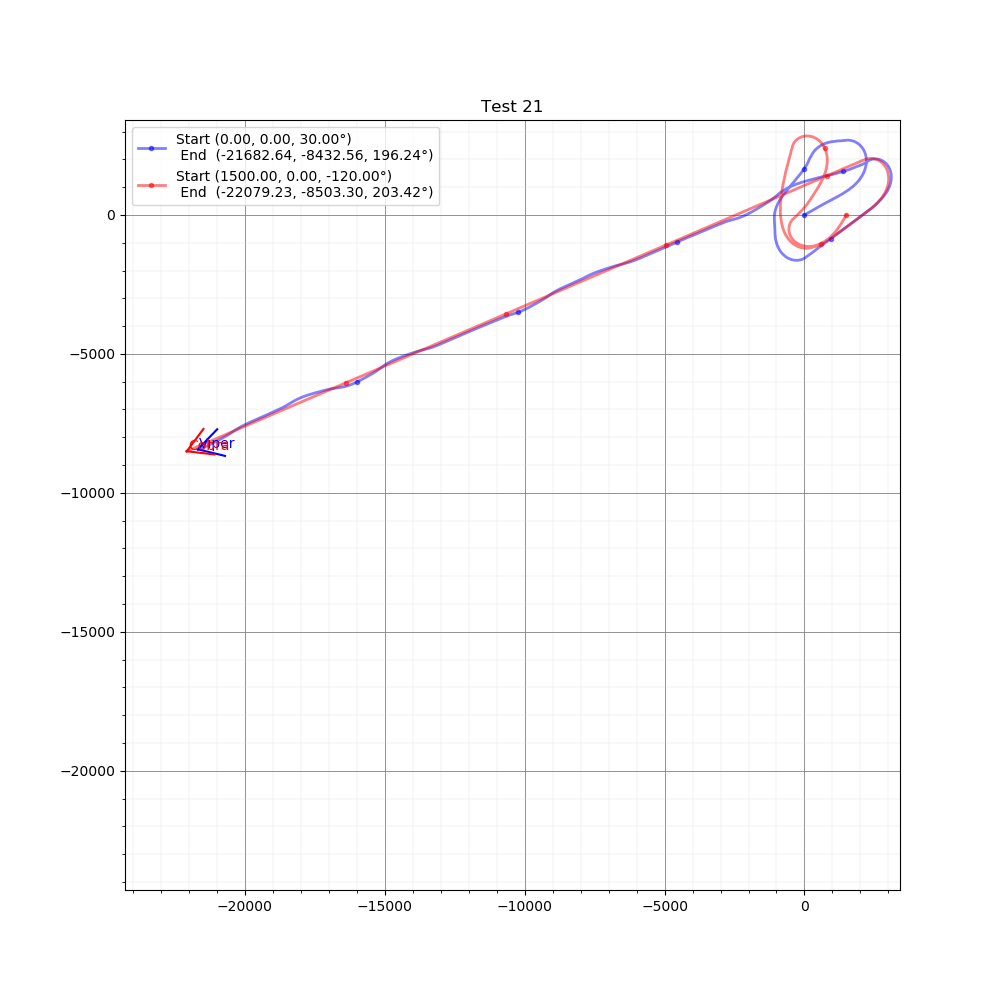 Test 21
Start (0.00, 0.00, 30.00°)
End (-21682.64, -8432.56, 196.24°)
Start (1500.00, 0.00, -120.00°)
End (-22079.23, -8503.30, 203.42°)
0
−5000
−10000
−15000
−20000
Viper
−20000
−15000
−10000
−5000
0